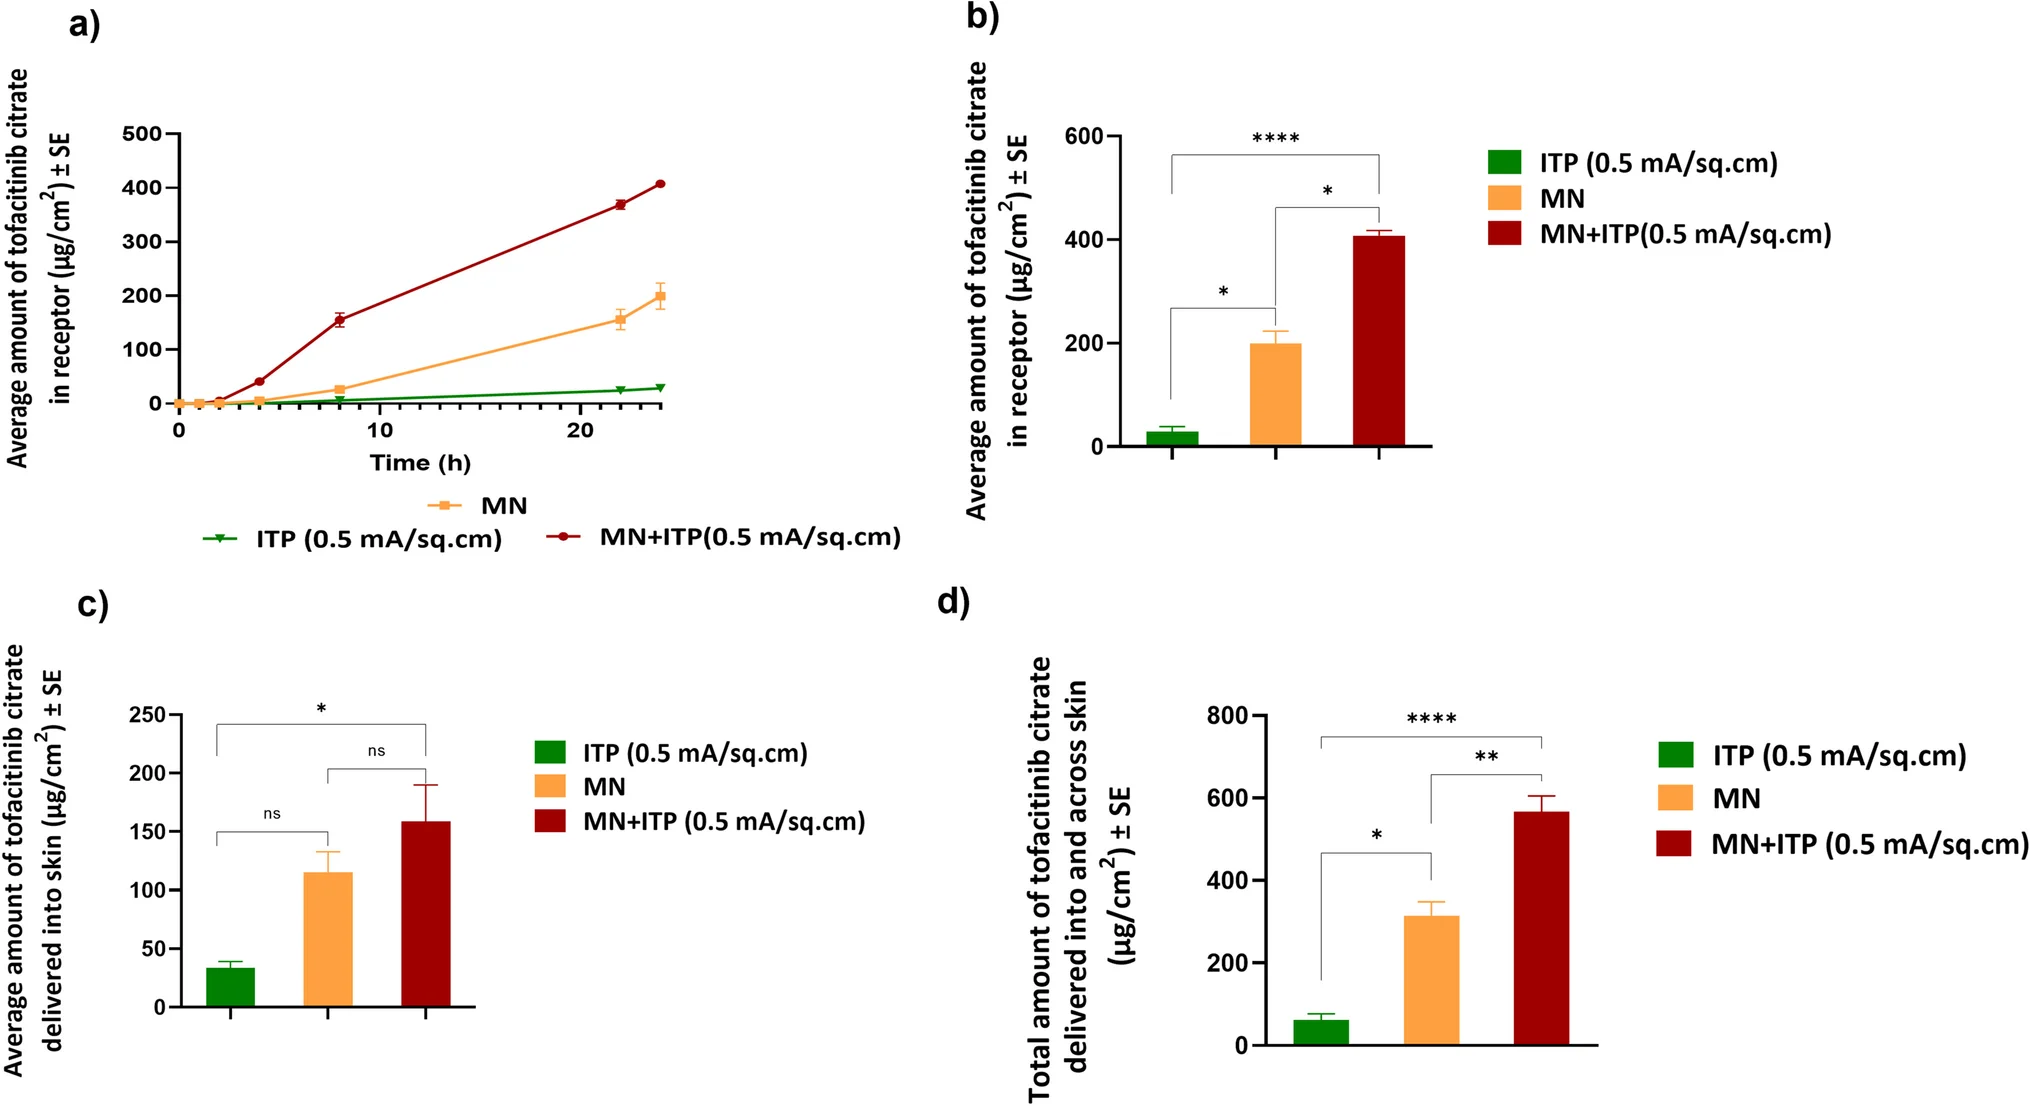 a)
Average amount of tofacitinib citrate
in receptor (µg/cm²) ± SE
500
400
300
200
100
0
0
10
20
Time (h)
MN
ITP (0.5 mA/sq.cm)
MN+ITP(0.5 mA/sq.cm)
b)
Average amount of tofacitinib citrate
in receptor (µg/cm²) ± SE
600
400
200
0
****
*
*
ITP (0.5 mA/sq.cm)
MN
MN+ITP(0.5 mA/sq.cm)
c)
Average amount of tofacitinib citrate
delivered into skin (µg/cm²) ± SE
250
200
150
100
50
0
*
ns
ns
ITP (0.5 mA/sq.cm)
MN
MN+ITP (0.5 mA/sq.cm)
d)
Total amount of tofacitinib citrate
delivered into and across skin
(µg/cm²) ± SE
800
600
400
200
0
****
**
*
ITP (0.5 mA/sq.cm)
MN
MN+ITP (0.5 mA/sq.cm)